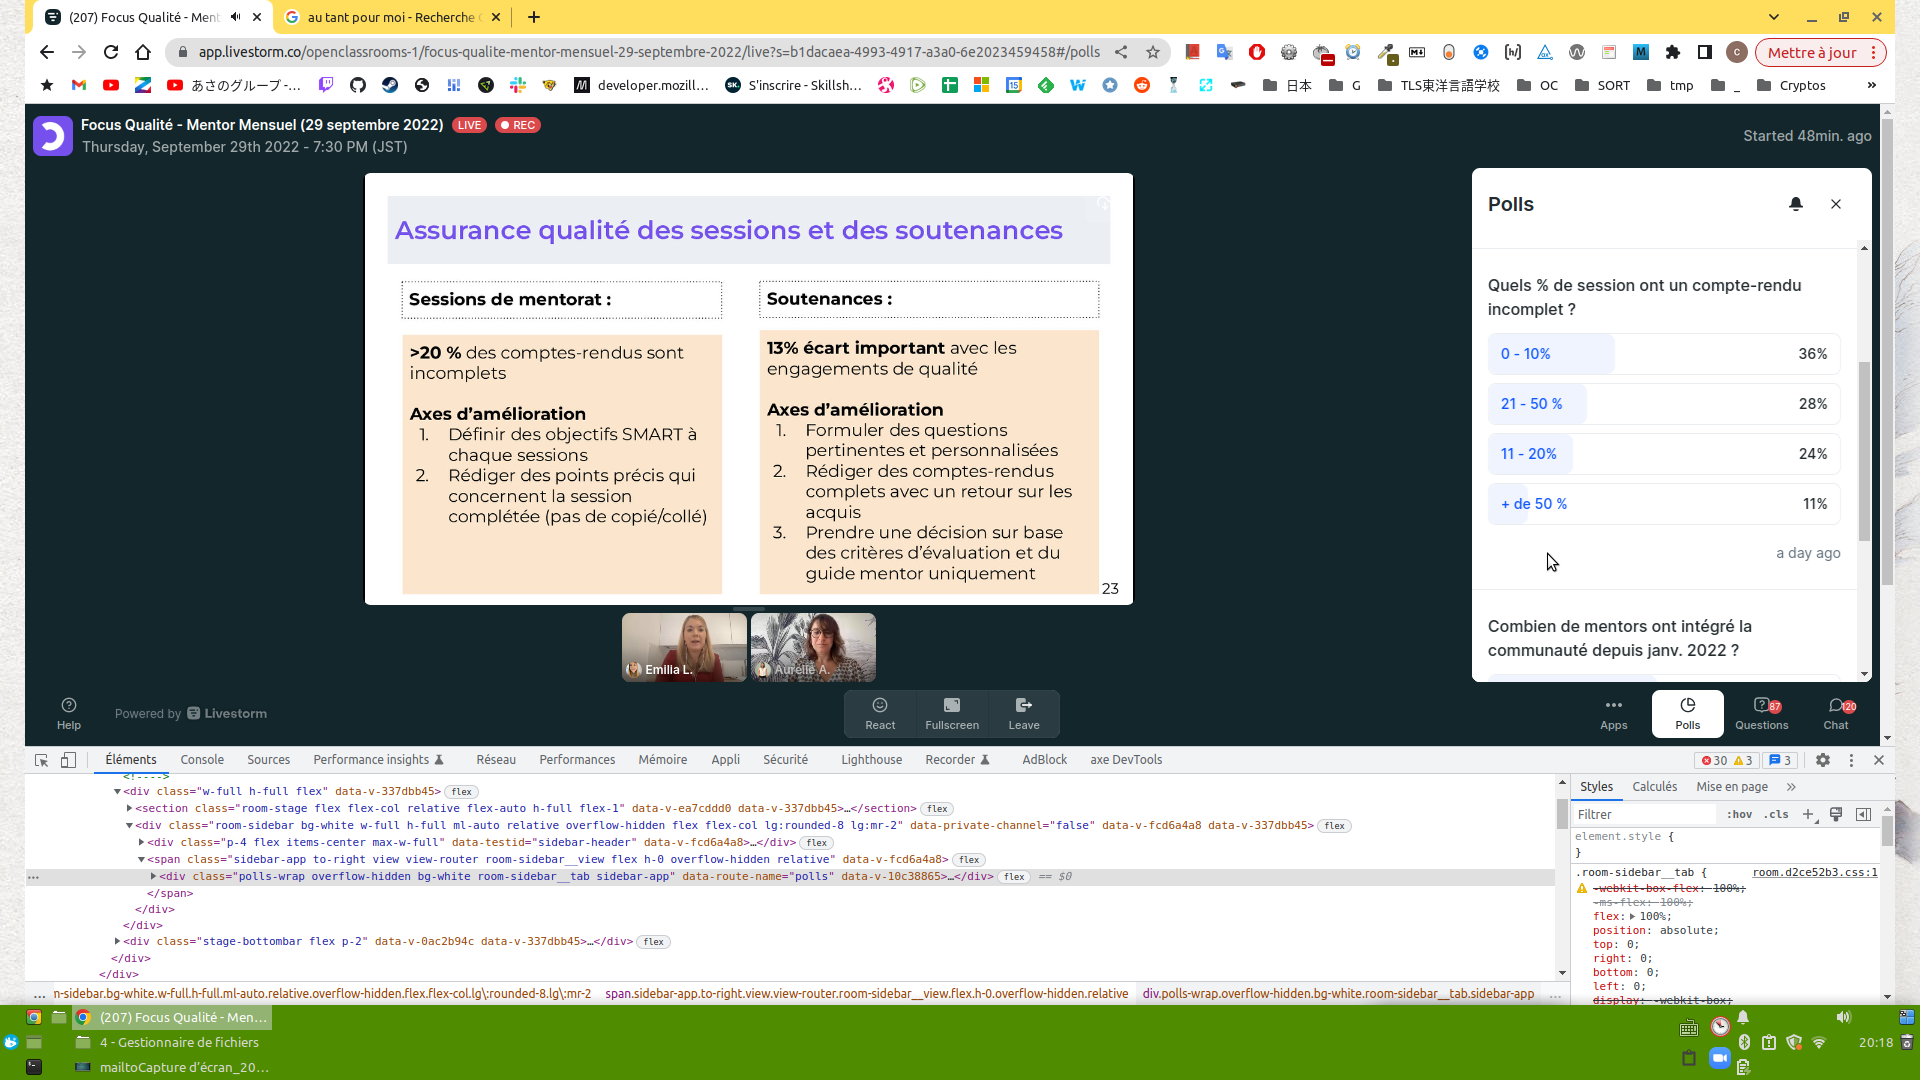 (207) Focus Qualité - Ment
au tant pour moi - Recherche
app.livestorm.co/openclassrooms-1/focus-qualite-mentor-mensuel-29-septembre-2022/live?s=b1dacaea-4993-4917-a3a0-6e2023459458#/polls
Mettre à jour
あさのグループ -...
developer.mozill...
S'inscrire - Skillsh...
日本
G
TLS東洋言語学校
OC
SORT
tmp
_
Cryptos
»
Focus Qualité - Mentor Mensuel (29 septembre 2022)
LIVE
REC
Thursday, September 29th 2022 - 7:30 PM (JST)
Started 48min. ago
Assurance qualité des sessions et des soutenances
Sessions de mentorat :
>20 % des comptes-rendus sont
incomplets
Axes d'amélioration
1. Définir des objectifs SMART à
chaque sessions
2. Rédiger des points précis qui
concernent la session
complétée (pas de copié/collé)
Soutenances :
13% écart important avec les
engagements de qualité
Axes d'amélioration
1. Formuler des questions
pertinentes et personnalisées
2. Rédiger des comptes-rendus
complets avec un retour sur les
acquis
3. Prendre une décision sur base
des critères d'évaluation et du
guide mentor uniquement
23
Emilia L.
Aurélie A.
Polls
Quels % de session ont un compte-rendu
incomplet ?
0 - 10% 36%
21 - 50 % 28%
11 - 20% 24%
+ de 50 % 11%
a day ago
Combien de mentors ont intégré la
communauté depuis janv. 2022 ?
Help
Powered by Livestorm
React
Fullscreen
Leave
Apps
Polls
Questions 87
Chat 120
Éléments
Console
Sources
Performance insights
Réseau
Performances
Mémoire
Appli
Sécurité
Lighthouse
Recorder
AdBlock
axe DevTools
30
3
3
<!---->
<div class="w-full h-full flex" data-v-337dbb45> flex
<section class="room-stage flex flex-col relative flex-auto h-full flex-1" data-v-ea7cddd0 data-v-337dbb45>…</section> flex
<div class="room-sidebar bg-white w-full h-full ml-auto relative overflow-hidden flex flex-col lg:rounded-8 lg:mr-2" data-private-channel="false" data-v-fcd6a4a8 data-v-337dbb45> flex
<div class="p-4 flex items-center max-w-full" data-testid="sidebar-header" data-v-fcd6a4a8>…</div> flex
<span class="sidebar-app to-right view view-router room-sidebar__view flex h-0 overflow-hidden relative" data-v-fcd6a4a8> flex
<div class="polls-wrap overflow-hidden bg-white room-sidebar__tab sidebar-app" data-route-name="polls" data-v-10c38865>…</div> flex == $0
</span>
</div>
</div>
<div class="stage-bottombar flex p-2" data-v-0ac2b94c data-v-337dbb45>…</div> flex
</div>
</div>
... m-sidebar.bg-white.w-full.h-full.ml-auto.relative.overflow-hidden.flex.flex-col.lg\:rounded-8.lg\:mr-2
span.sidebar-app.to-right.view.view-router.room-sidebar__view.flex.h-0.overflow-hidden.relative
div.polls-wrap.overflow-hidden.bg-white.room-sidebar__tab.sidebar-app
...
Styles
Calculés
Mise en page
»
Filtrer
:hov
.cls
element.style {
}
.room-sidebar__tab {
room.d2ce52b3.css:1
-webkit-box-flex: 100%;
-ms-flex: 100%;
flex: 100%;
position: absolute;
top: 0;
right: 0;
bottom: 0;
left: 0;
display: -webkit-box;
(207) Focus Qualité - Men...
4 - Gestionnaire de fichiers
mailtoCapture d'écran_20...
20:18